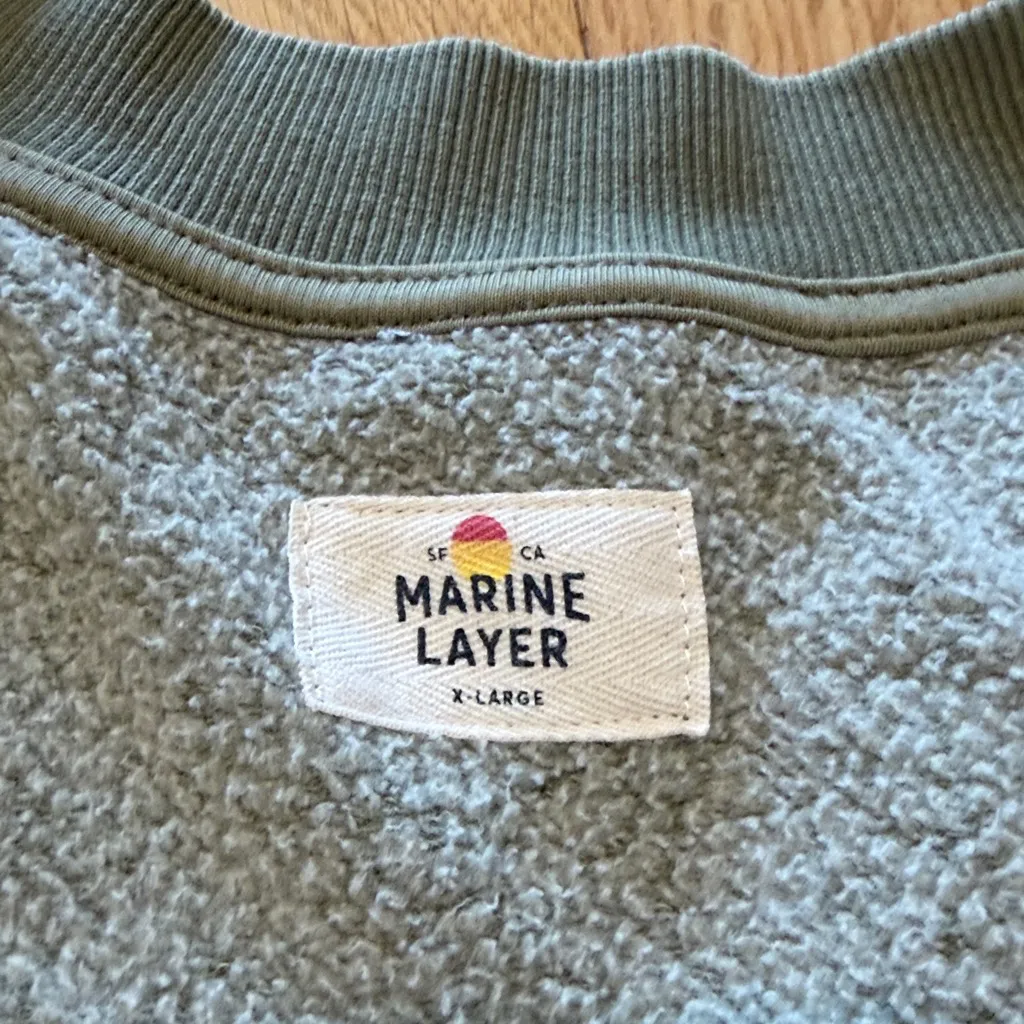 SF CA
MARINE
LAYER
X-LARGE